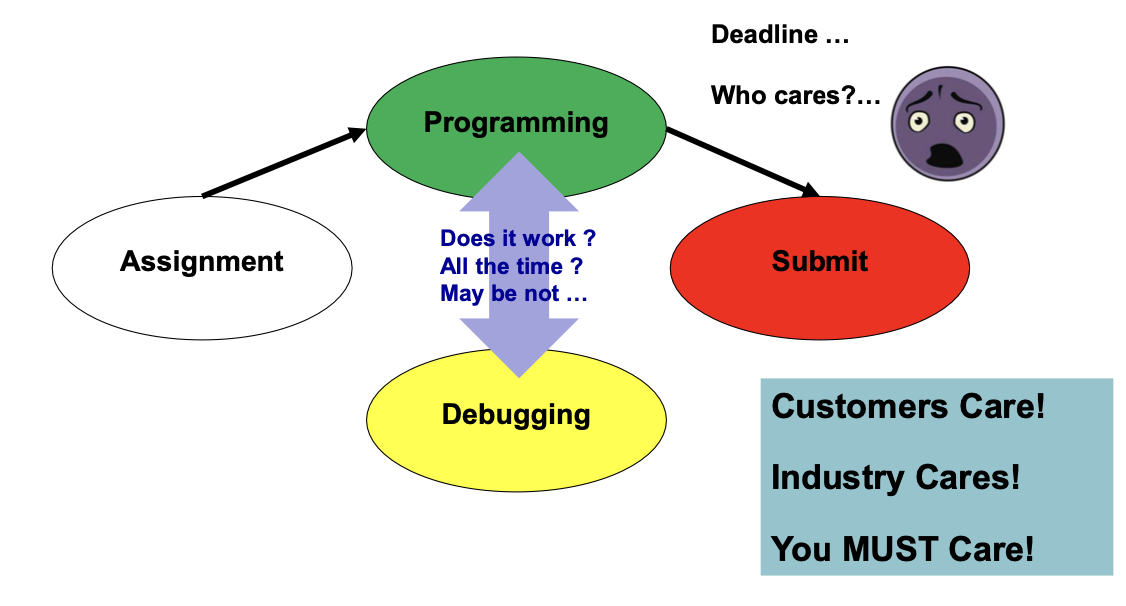 Deadline …
Who cares?…
Programming
Assignment
Does it work ?
All the time ?
May be not …
Submit
Debugging
Customers Care!
Industry Cares!
You MUST Care!